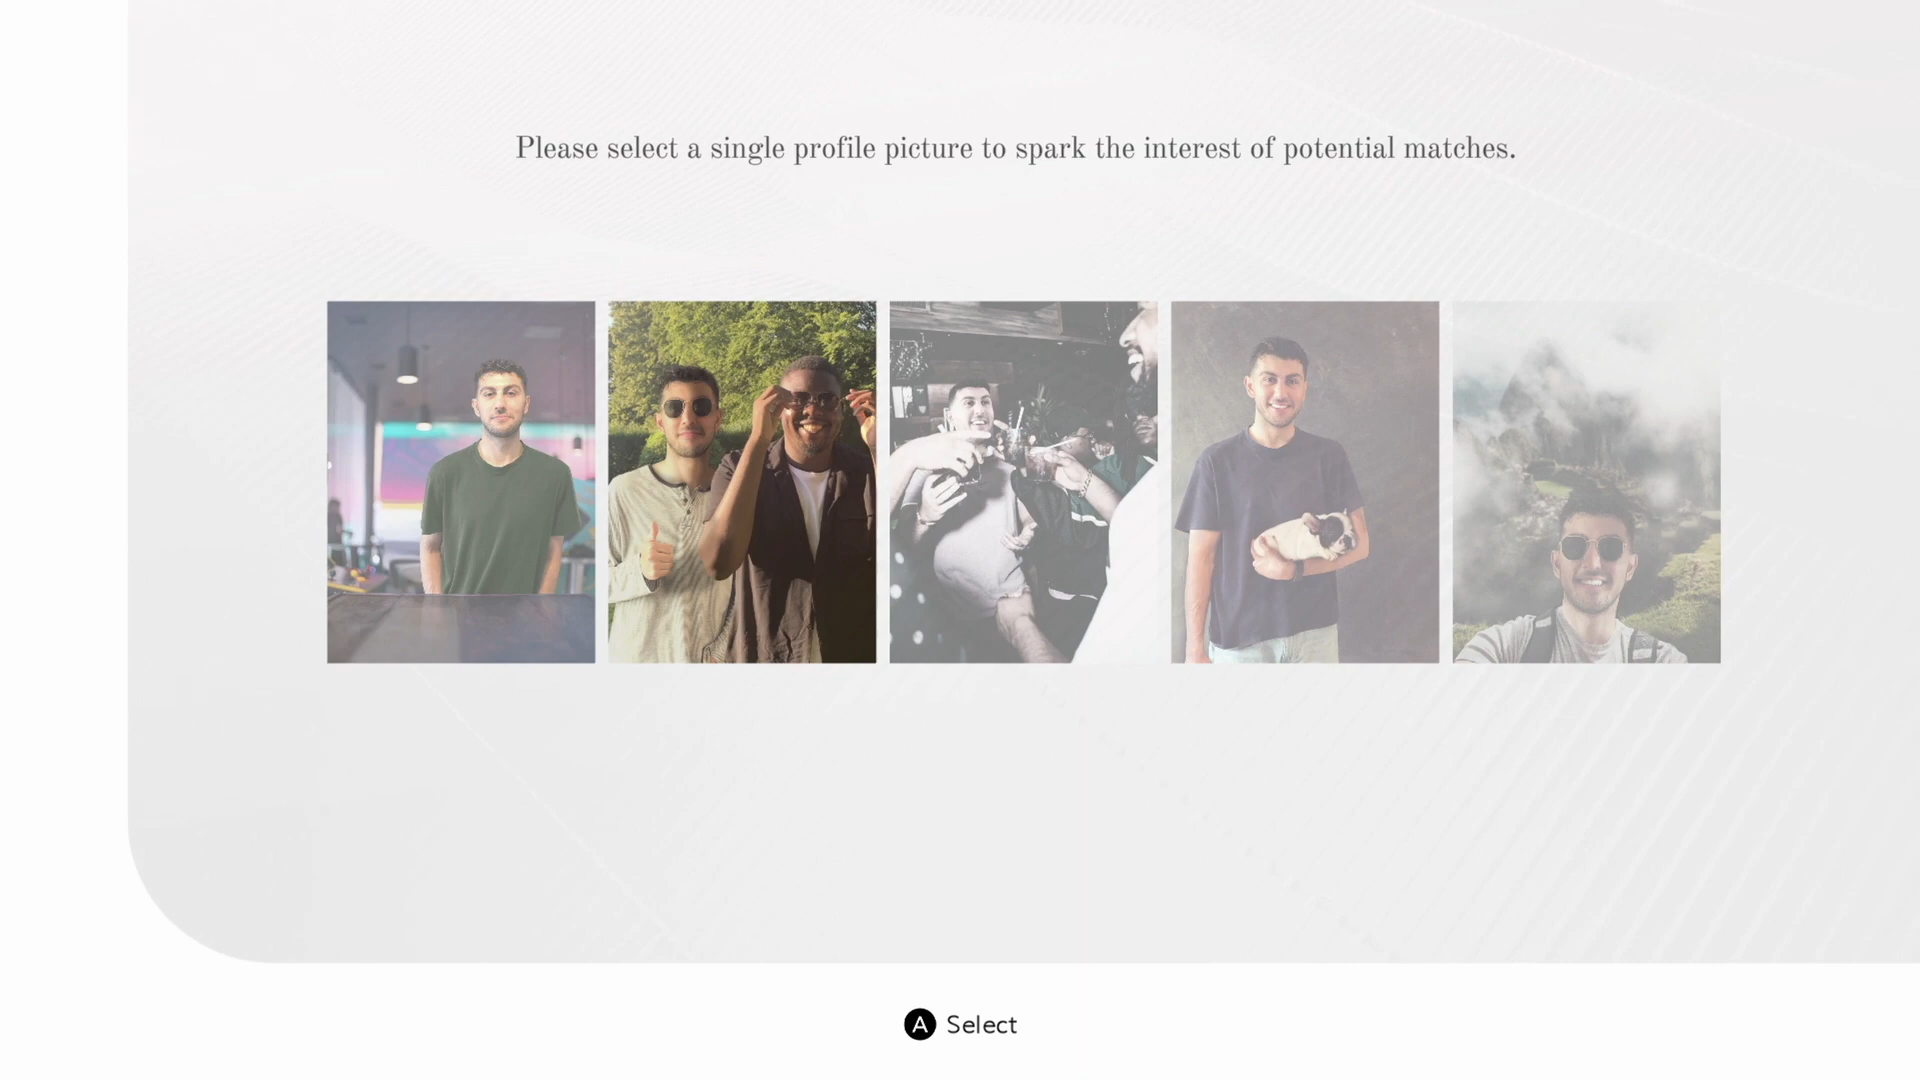 Please select a single profile picture to spark the interest of potential matches.
A Select